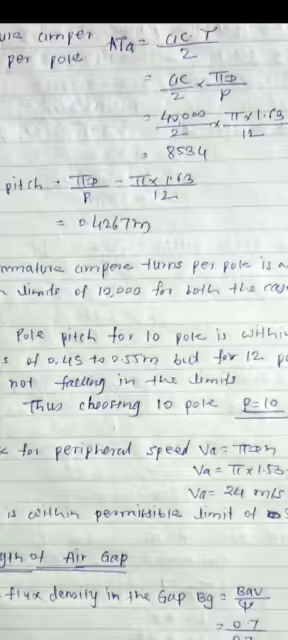 ure amper ATa = ac τ / 2
per pole
= ac/2 × πD/P
= 40,000/2 × π×1.63/12
= 8534
pitch = πD/P = π×1.63/12
= 0.4267m
rmature ampere turns per pole is
limits of 10,000 for both the cas
Pole pitch for 10 pole is within
s of 0.45 to 0.55m but for 12 po
not falling in the limits
Thus choosing 10 pole P=10
for peripheral speed Va = πDn
Va = π×1.53
Va = 24 m/s
is within permissible limit of
gth of Air Gap
flux density in the Gap Bg = Bav/Ψ
= 0.7